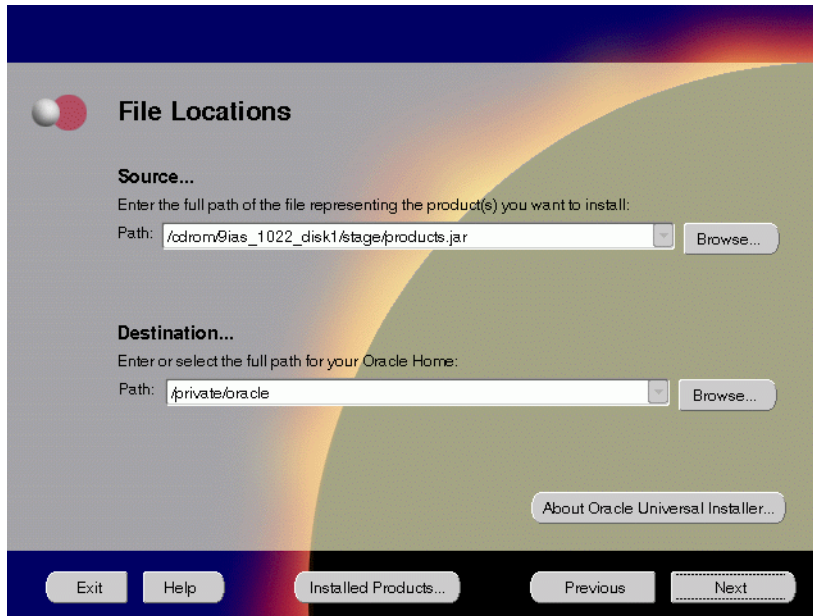 File Locations
Source...
Enter the full path of the file representing the product(s) you want to install:
Path: /cdrom/9ias_1022_disk1/stage/products.jar Browse...
Destination...
Enter or select the full path for your Oracle Home:
Path: /private/oracle Browse...
About Oracle Universal Installer...
Exit Help Installed Products... Previous Next